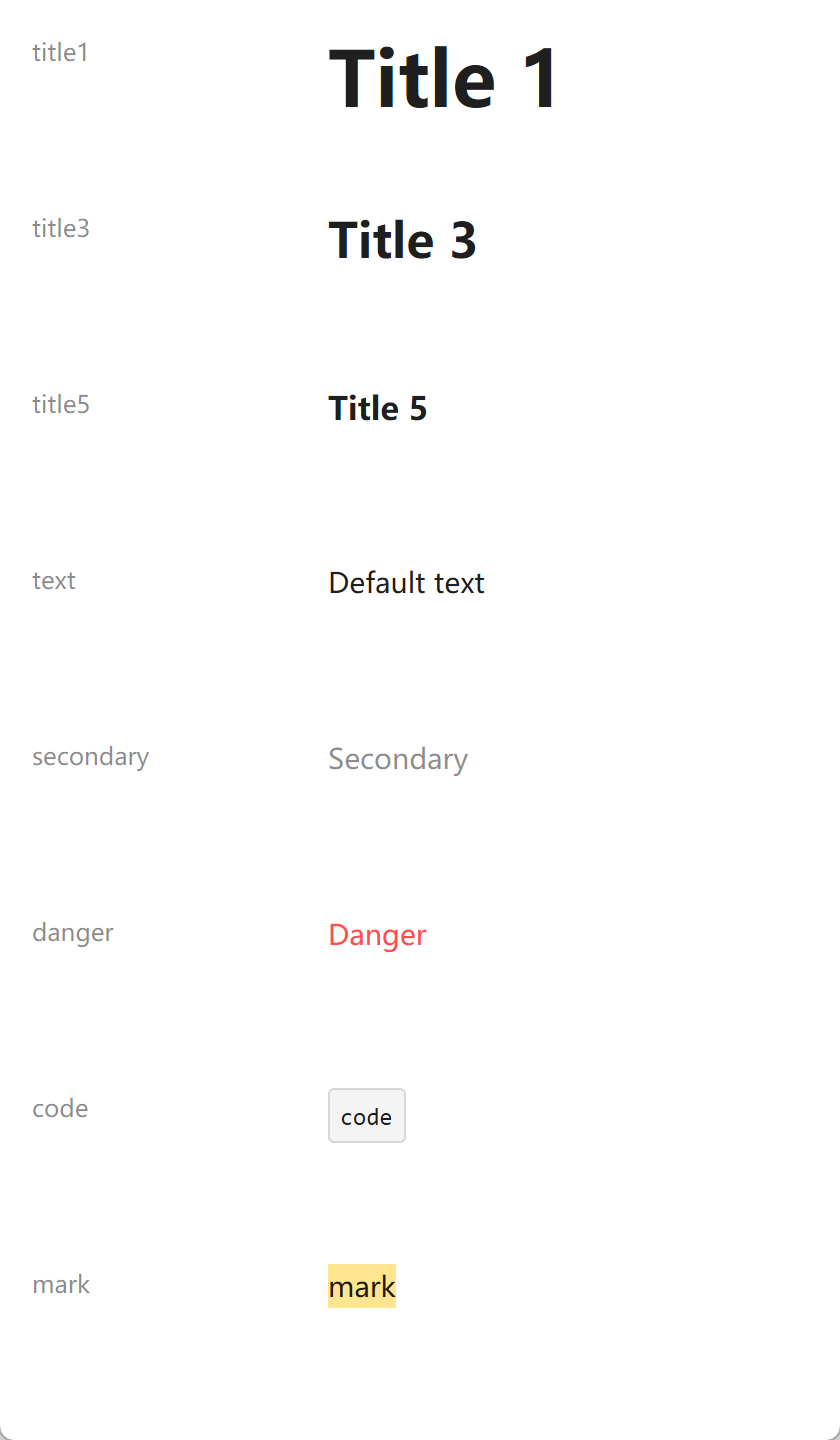 title1 Title 1
title3 Title 3
title5 Title 5
text Default text
secondary Secondary
danger Danger
code code
mark mark